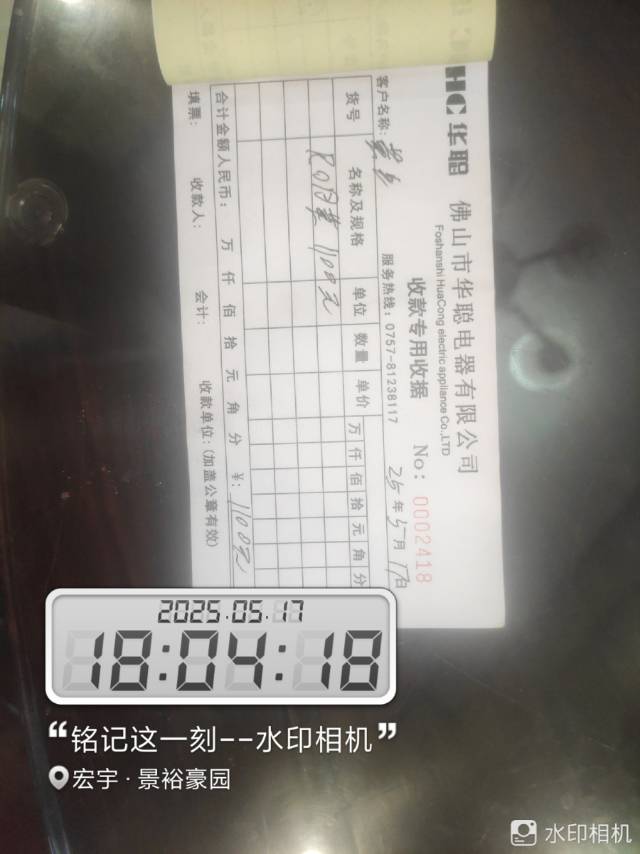 HC 华聪 佛山市华聪电器有限公司
Foshanshi HuaCong electric appliance Co.,LTD
收款专用收据 No: 0002418
客户名称: 服务热线: 0757-81238117 25年5月17日
货号 名称及规格 单位 数量 单价 万 仟 佰 拾 元 角 分
1100元
合计金额人民币: 万 仟 佰 拾 元 角 分 ¥: 1100元
填票: 收款人: 会计: 收款单位: (加盖公章有效)
2025.05.17
18:04:18
“铭记这一刻--水印相机”
宏宇·景裕豪园
水印相机